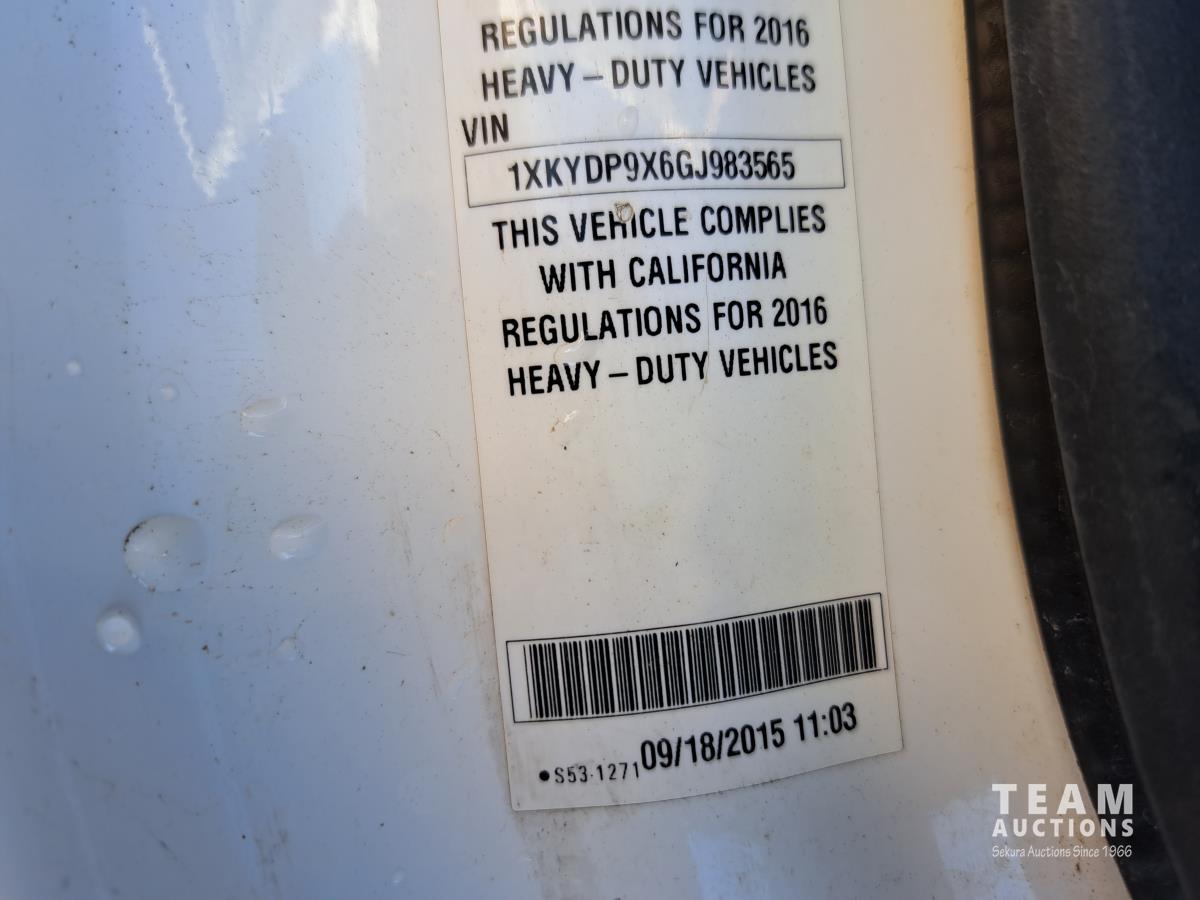 REGULATIONS FOR 2016
HEAVY – DUTY VEHICLES
VIN
1XKYDP9X6GJ983565
THIS VEHICLE COMPLIES
WITH CALIFORNIA
REGULATIONS FOR 2016
HEAVY – DUTY VEHICLES
•S53-1271 09/18/2015 11:03
TEAM
AUCTIONS
Sekura Auctions Since 1966